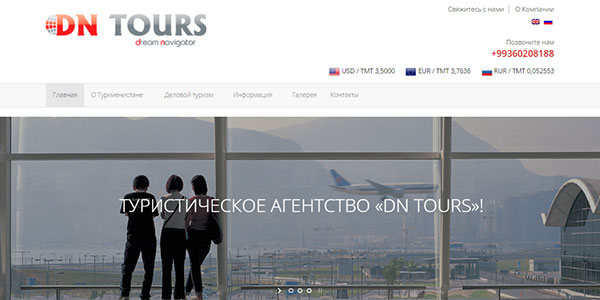 DN TOURS
dream navigator
Свяжитесь с нами | О Компании
Позвоните нам
+99360208188
USD / TMT 3,5000 EUR / TMT 3,7636 RUR / TMT 0,052553
Главная О Туркменистане Деловой туризм Информация Галерея Контакты
ТУРИСТИЧЕСКОЕ АГЕНТСТВО «DN TOURS»!